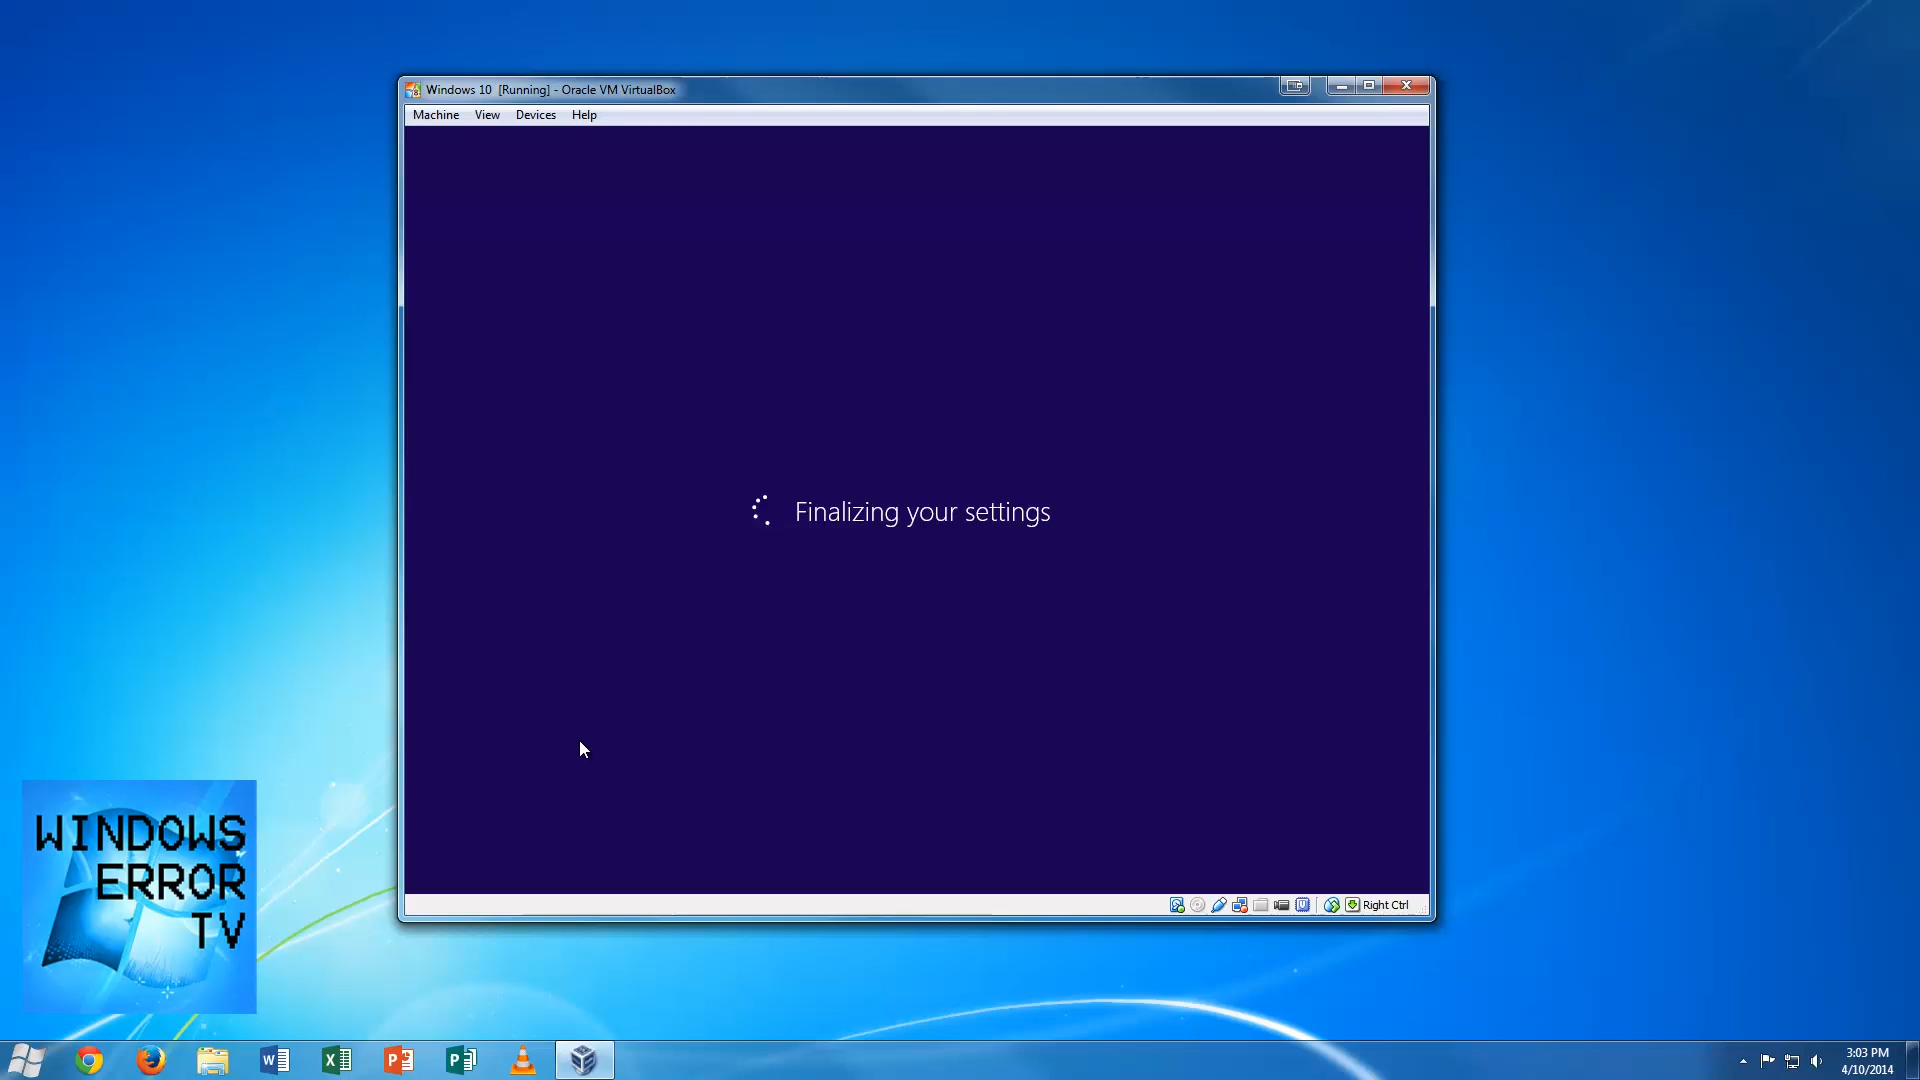 Windows 10 [Running] - Oracle VM VirtualBox
Machine View Devices Help
Finalizing your settings
Right Ctrl
WINDOWS
ERROR
TV
3:03 PM
4/10/2014